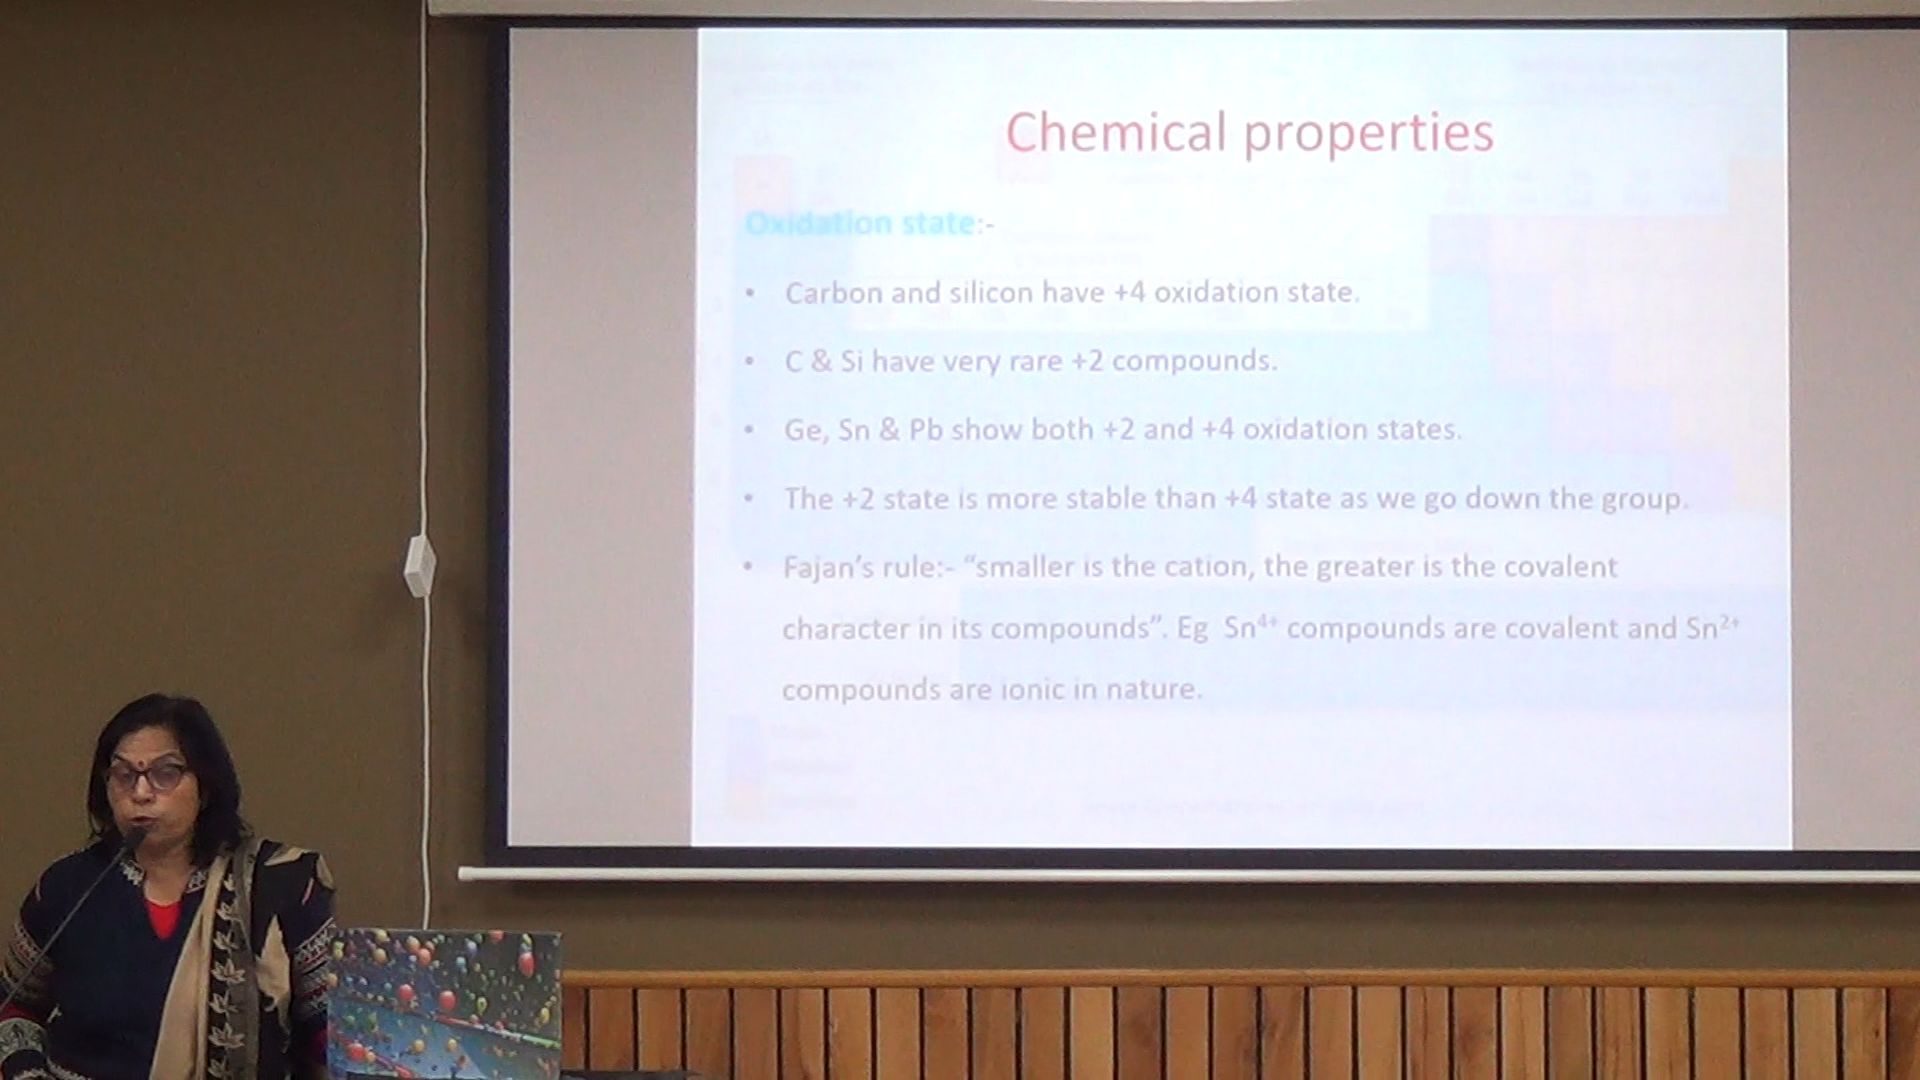 Chemical properties
Oxidation state:-
• Carbon and silicon have +4 oxidation state.
• C & Si have very rare +2 compounds.
• Ge, Sn & Pb show both +2 and +4 oxidation states.
• The +2 state is more stable than +4 state as we go down the group.
• Fajan’s rule:- “smaller is the cation, the greater is the covalent
character in its compounds”. Eg Sn⁴⁺ compounds are covalent and Sn²⁺
compounds are ionic in nature.